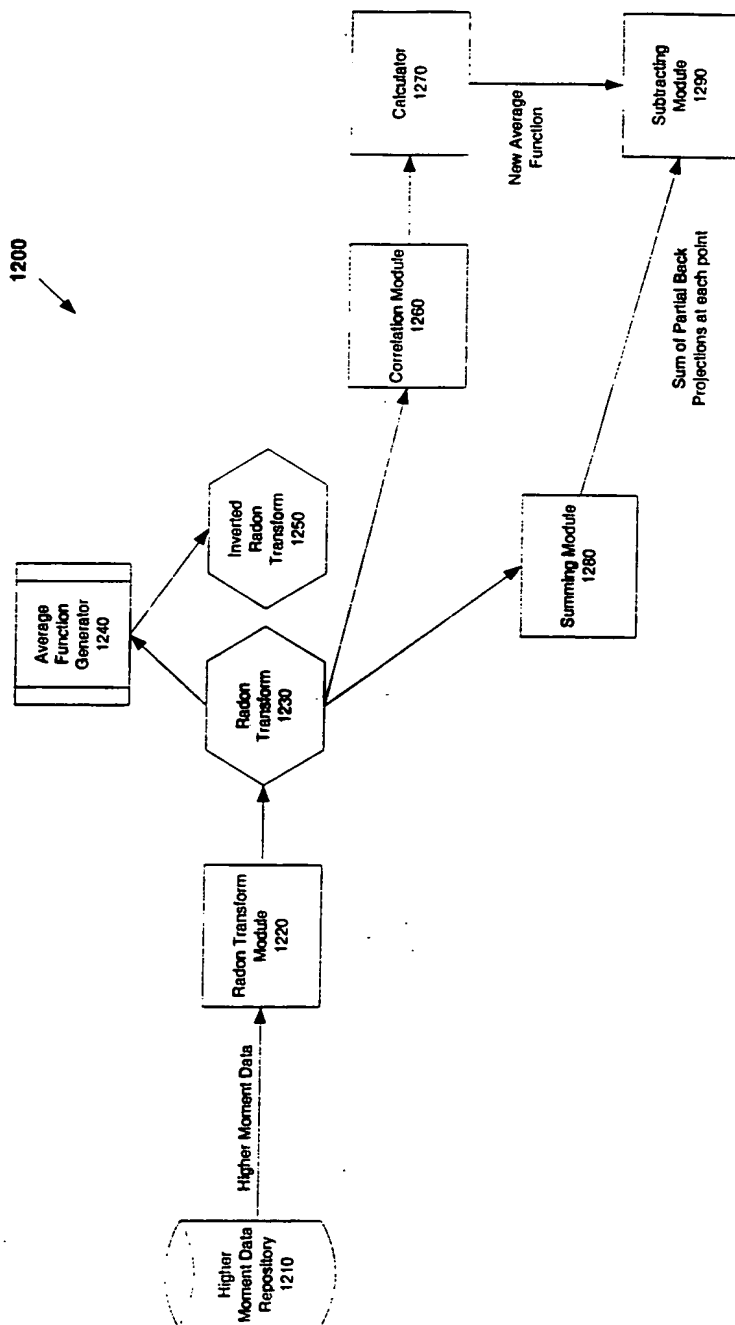 1200
Higher
Moment Data
Repository
1210
Higher Moment Data
Radon Transform
Module
1220
Radon
Transform
1230
Average
Function
Generator
1240
Inverted
Radon
Transform
1250
Correlation Module
1260
Calculator
1270
New Average
Function
Summing Module
1280
Sum of Partial Back
Projections at each point
Subtracting
Module
1290